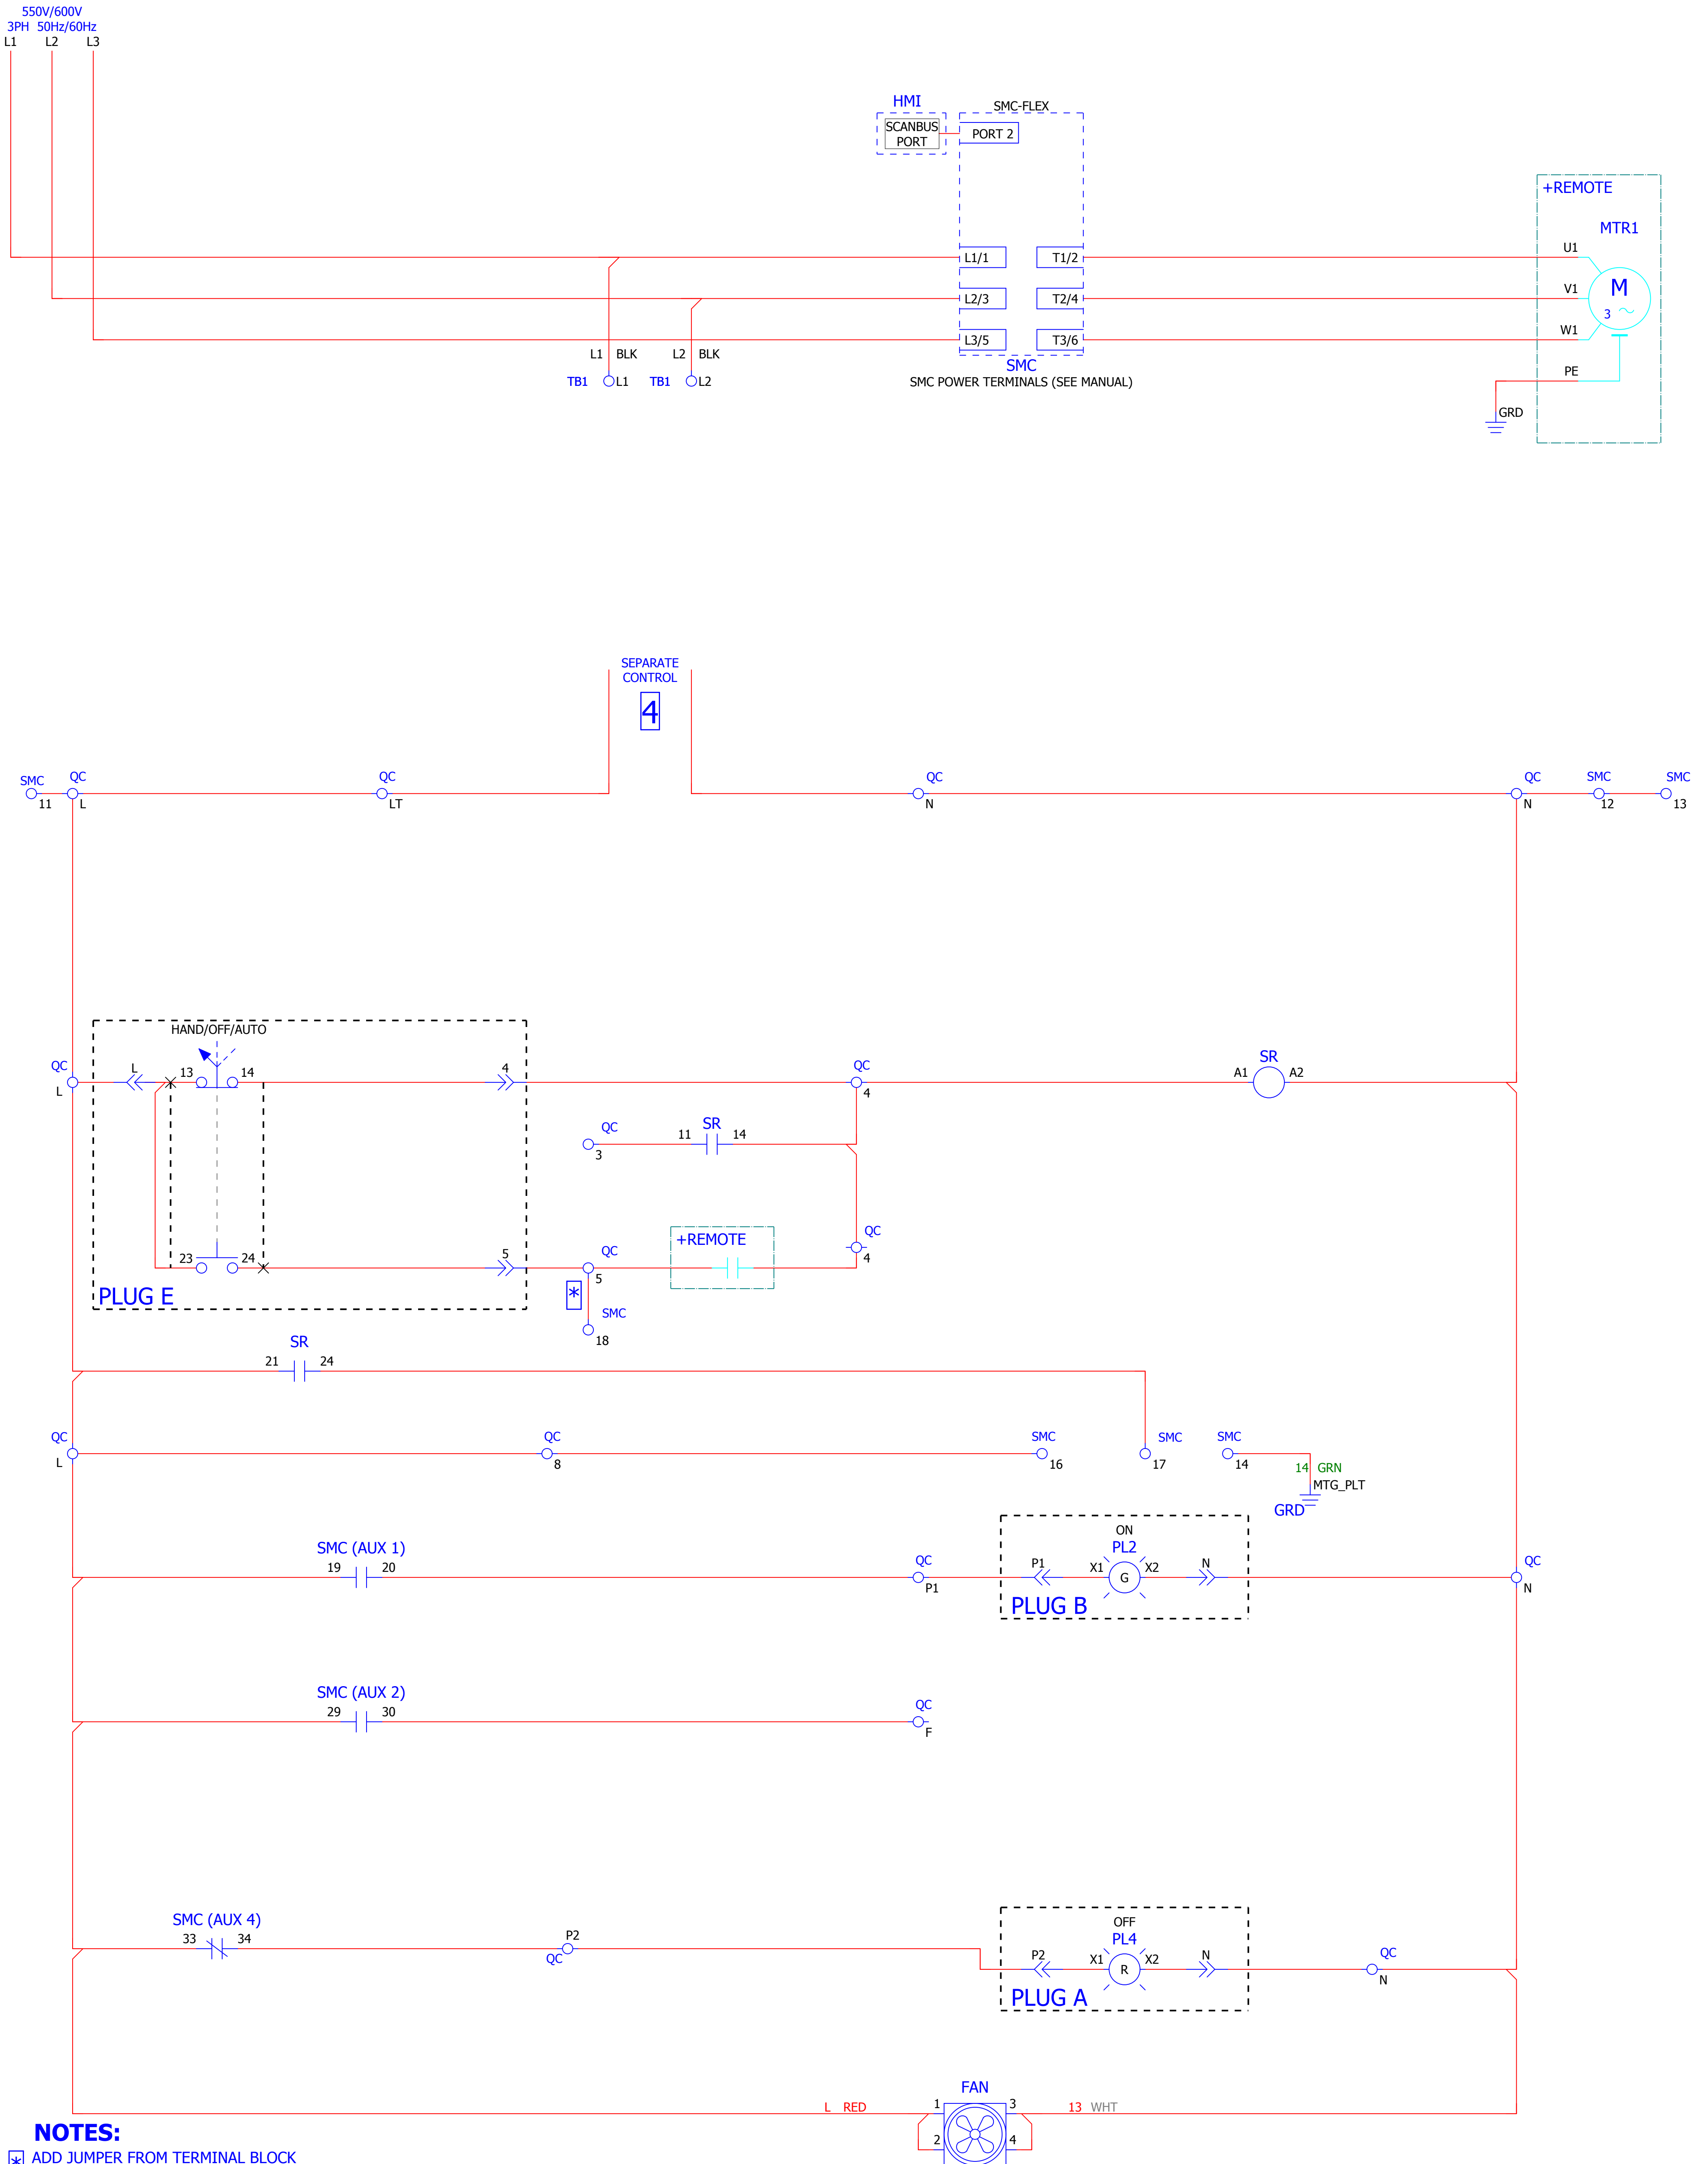 550V/600V
3PH 50Hz/60Hz
L1 L2 L3
HMI
SCANBUS
PORT
SMC-FLEX
PORT 2
+REMOTE
MTR1
L1/1 T1/2 U1
L2/3 T2/4 V1
M
3
L3/5 T3/6 W1
L1 BLK L2 BLK
SMC
PE
TB1 L1 TB1 L2
SMC POWER TERMINALS (SEE MANUAL)
GRD
SEPARATE
CONTROL
4
SMC QC QC QC QC SMC SMC
11 L LT N N 12 13
HAND/OFF/AUTO
QC L 13 14 4 QC A1 SR A2
L 4
QC 11 SR 14
3
QC
4
+REMOTE
23 24 5 QC
5
PLUG E
*
SMC
18
SR
21 24
QC QC SMC SMC SMC
L 8 16 17 14
14 GRN
MTG_PLT
GRD
ON
SMC (AUX 1) PL2
19 20 QC P1 X1 G X2 N QC
P1 N
PLUG B
SMC (AUX 2)
29 30 QC
F
SMC (AUX 4)
33 34 P2
QC
OFF
PL4
P2 X1 R X2 N QC
N
PLUG A
FAN
L RED 1 3 13 WHT
2 4
NOTES:
* ADD JUMPER FROM TERMINAL BLOCK